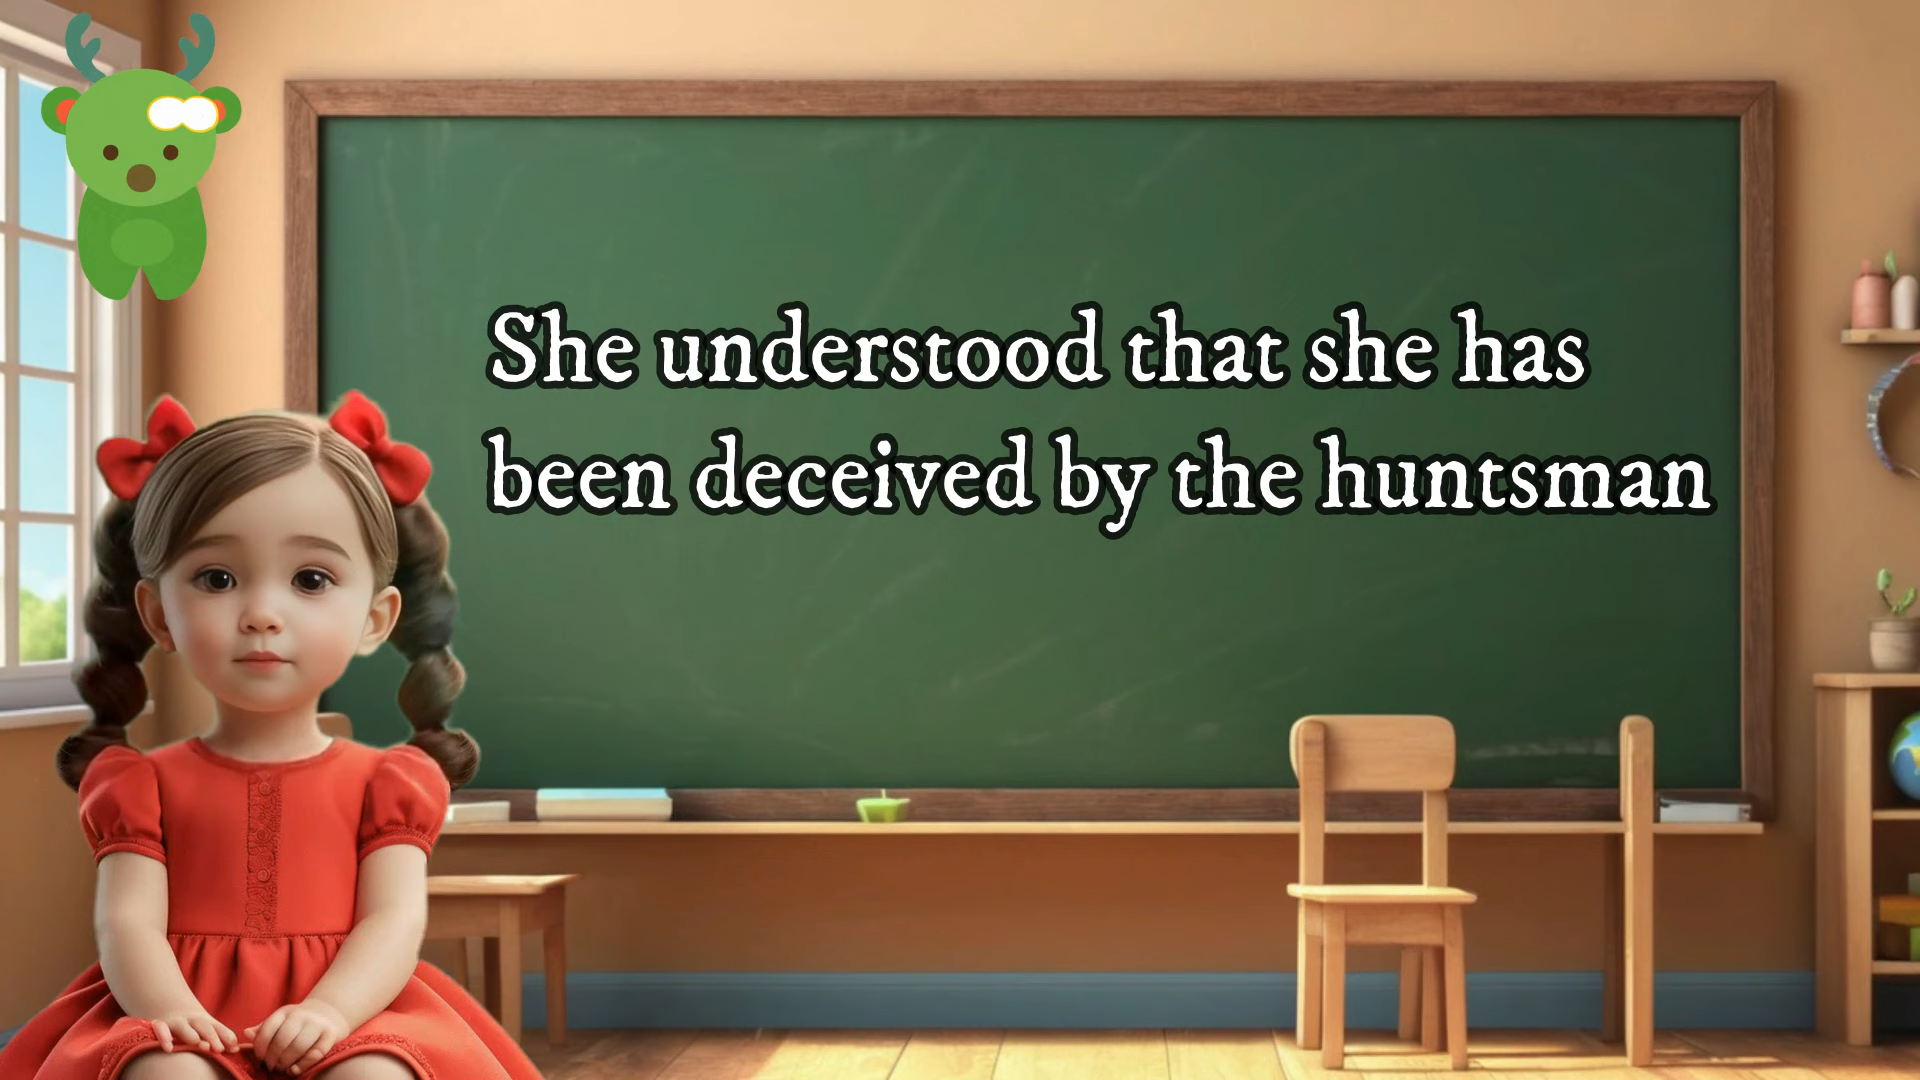 She understood that she has
been deceived by the huntsman